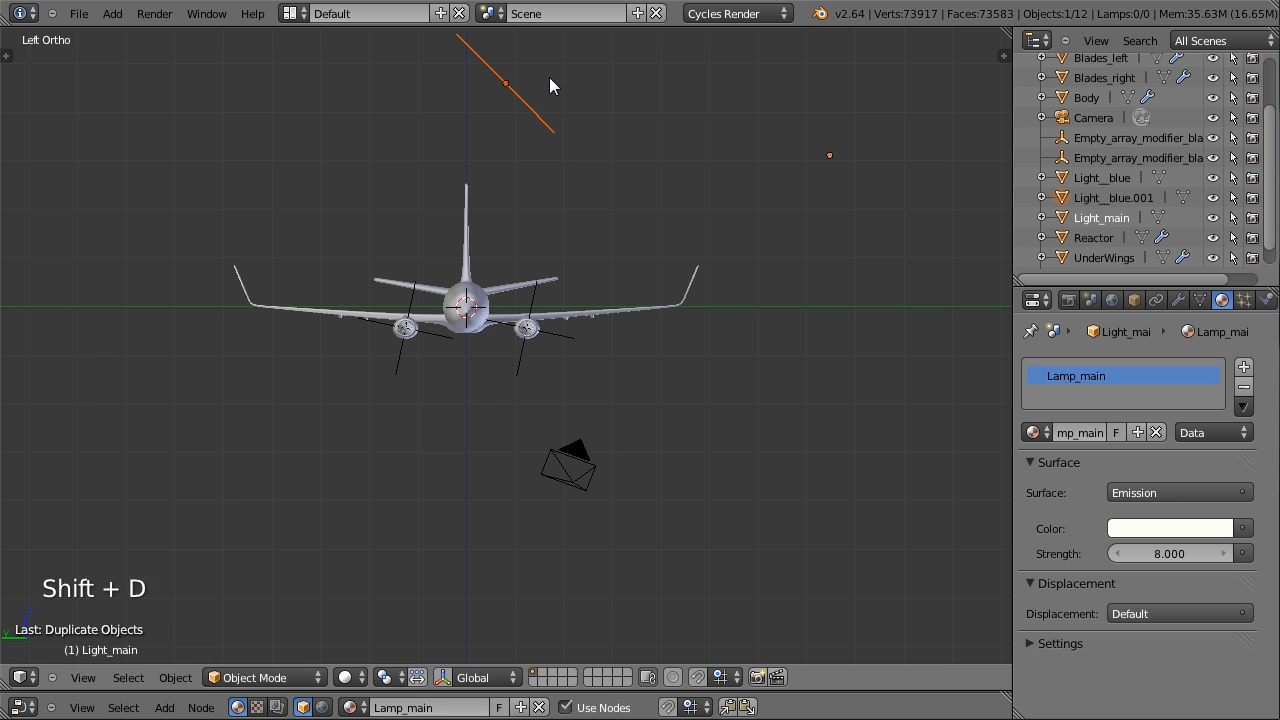 File Add Render Window Help Default Scene Cycles Render v2.64 | Verts:73917 | Faces:73583 | Objects:1/12 | Lamps:0/0 | Mem:35.63M (16.65M)
Left Ortho
View Search All Scenes
Blades_left
Blades_right
Body
Camera
Empty_array_modifier_bla
Empty_array_modifier_bla
Light__blue
Light__blue.001
Light_main
Reactor
UnderWings
Light_mai Lamp_mai
Lamp_main
mp_main F Data
Surface
Surface: Emission
Color:
Strength: 8.000
Displacement
Displacement: Default
Settings
Shift + D
y
Last: Duplicate Objects
(1) Light_main
View Select Object Object Mode Global
View Select Add Node Lamp_main F Use Nodes